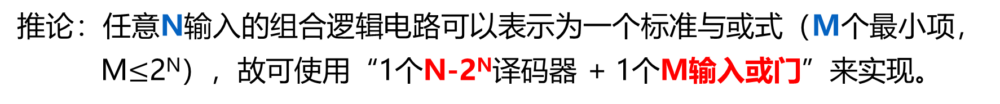 推论：任意N输入的组合逻辑电路可以表示为一个标准与或式（M个最小项，
M≤2ᴺ），故可使用“1个N-2ᴺ译码器 + 1个M输入或门”来实现。